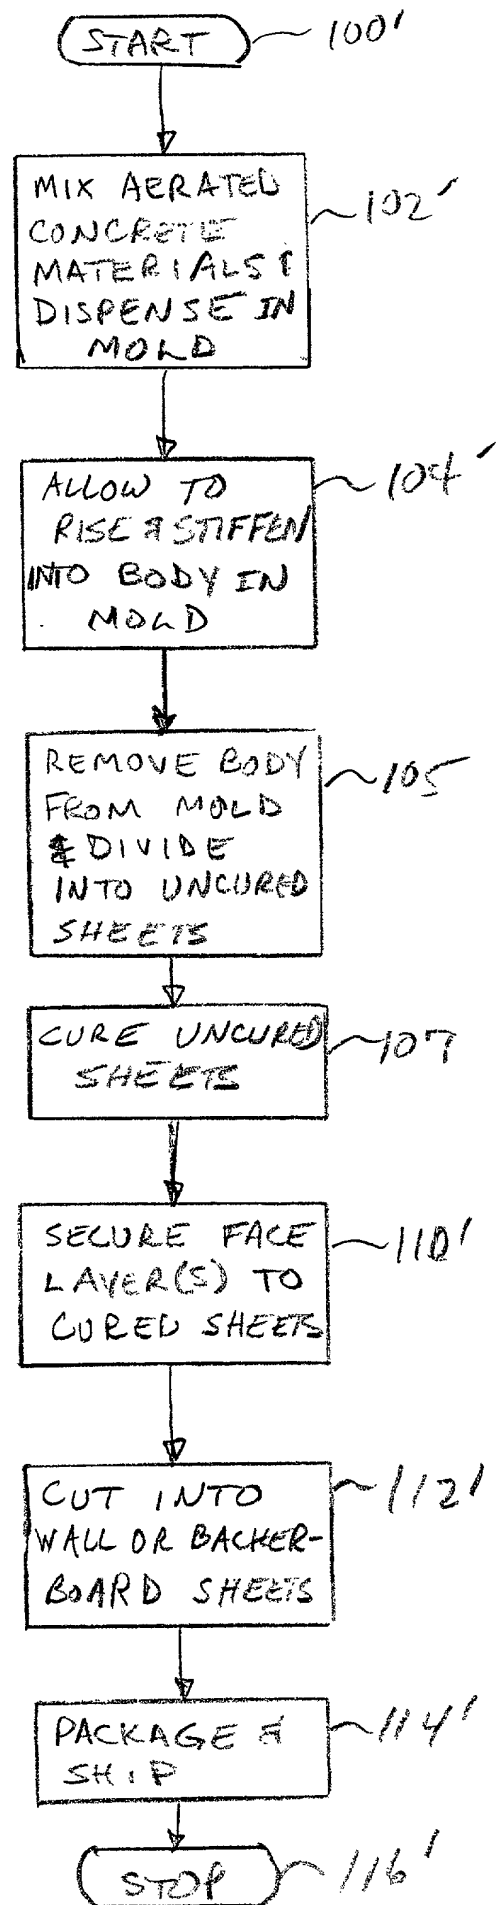 START
100'
MIX AERATED
CONCRETE
MATERIALS &
DISPENSE IN
MOLD
102'
ALLOW TO
RISE & STIFFEN
INTO BODY IN
MOLD
104'
REMOVE BODY
FROM MOLD
& DIVIDE
INTO UNCURED
SHEETS
105
CURE UNCURED
SHEETS
107
SECURE FACE
LAYER(S) TO
CURED SHEETS
110'
CUT INTO
WALL OR BACKER-
BOARD SHEETS
112'
PACKAGE &
SHIP
114'
STOP
116'